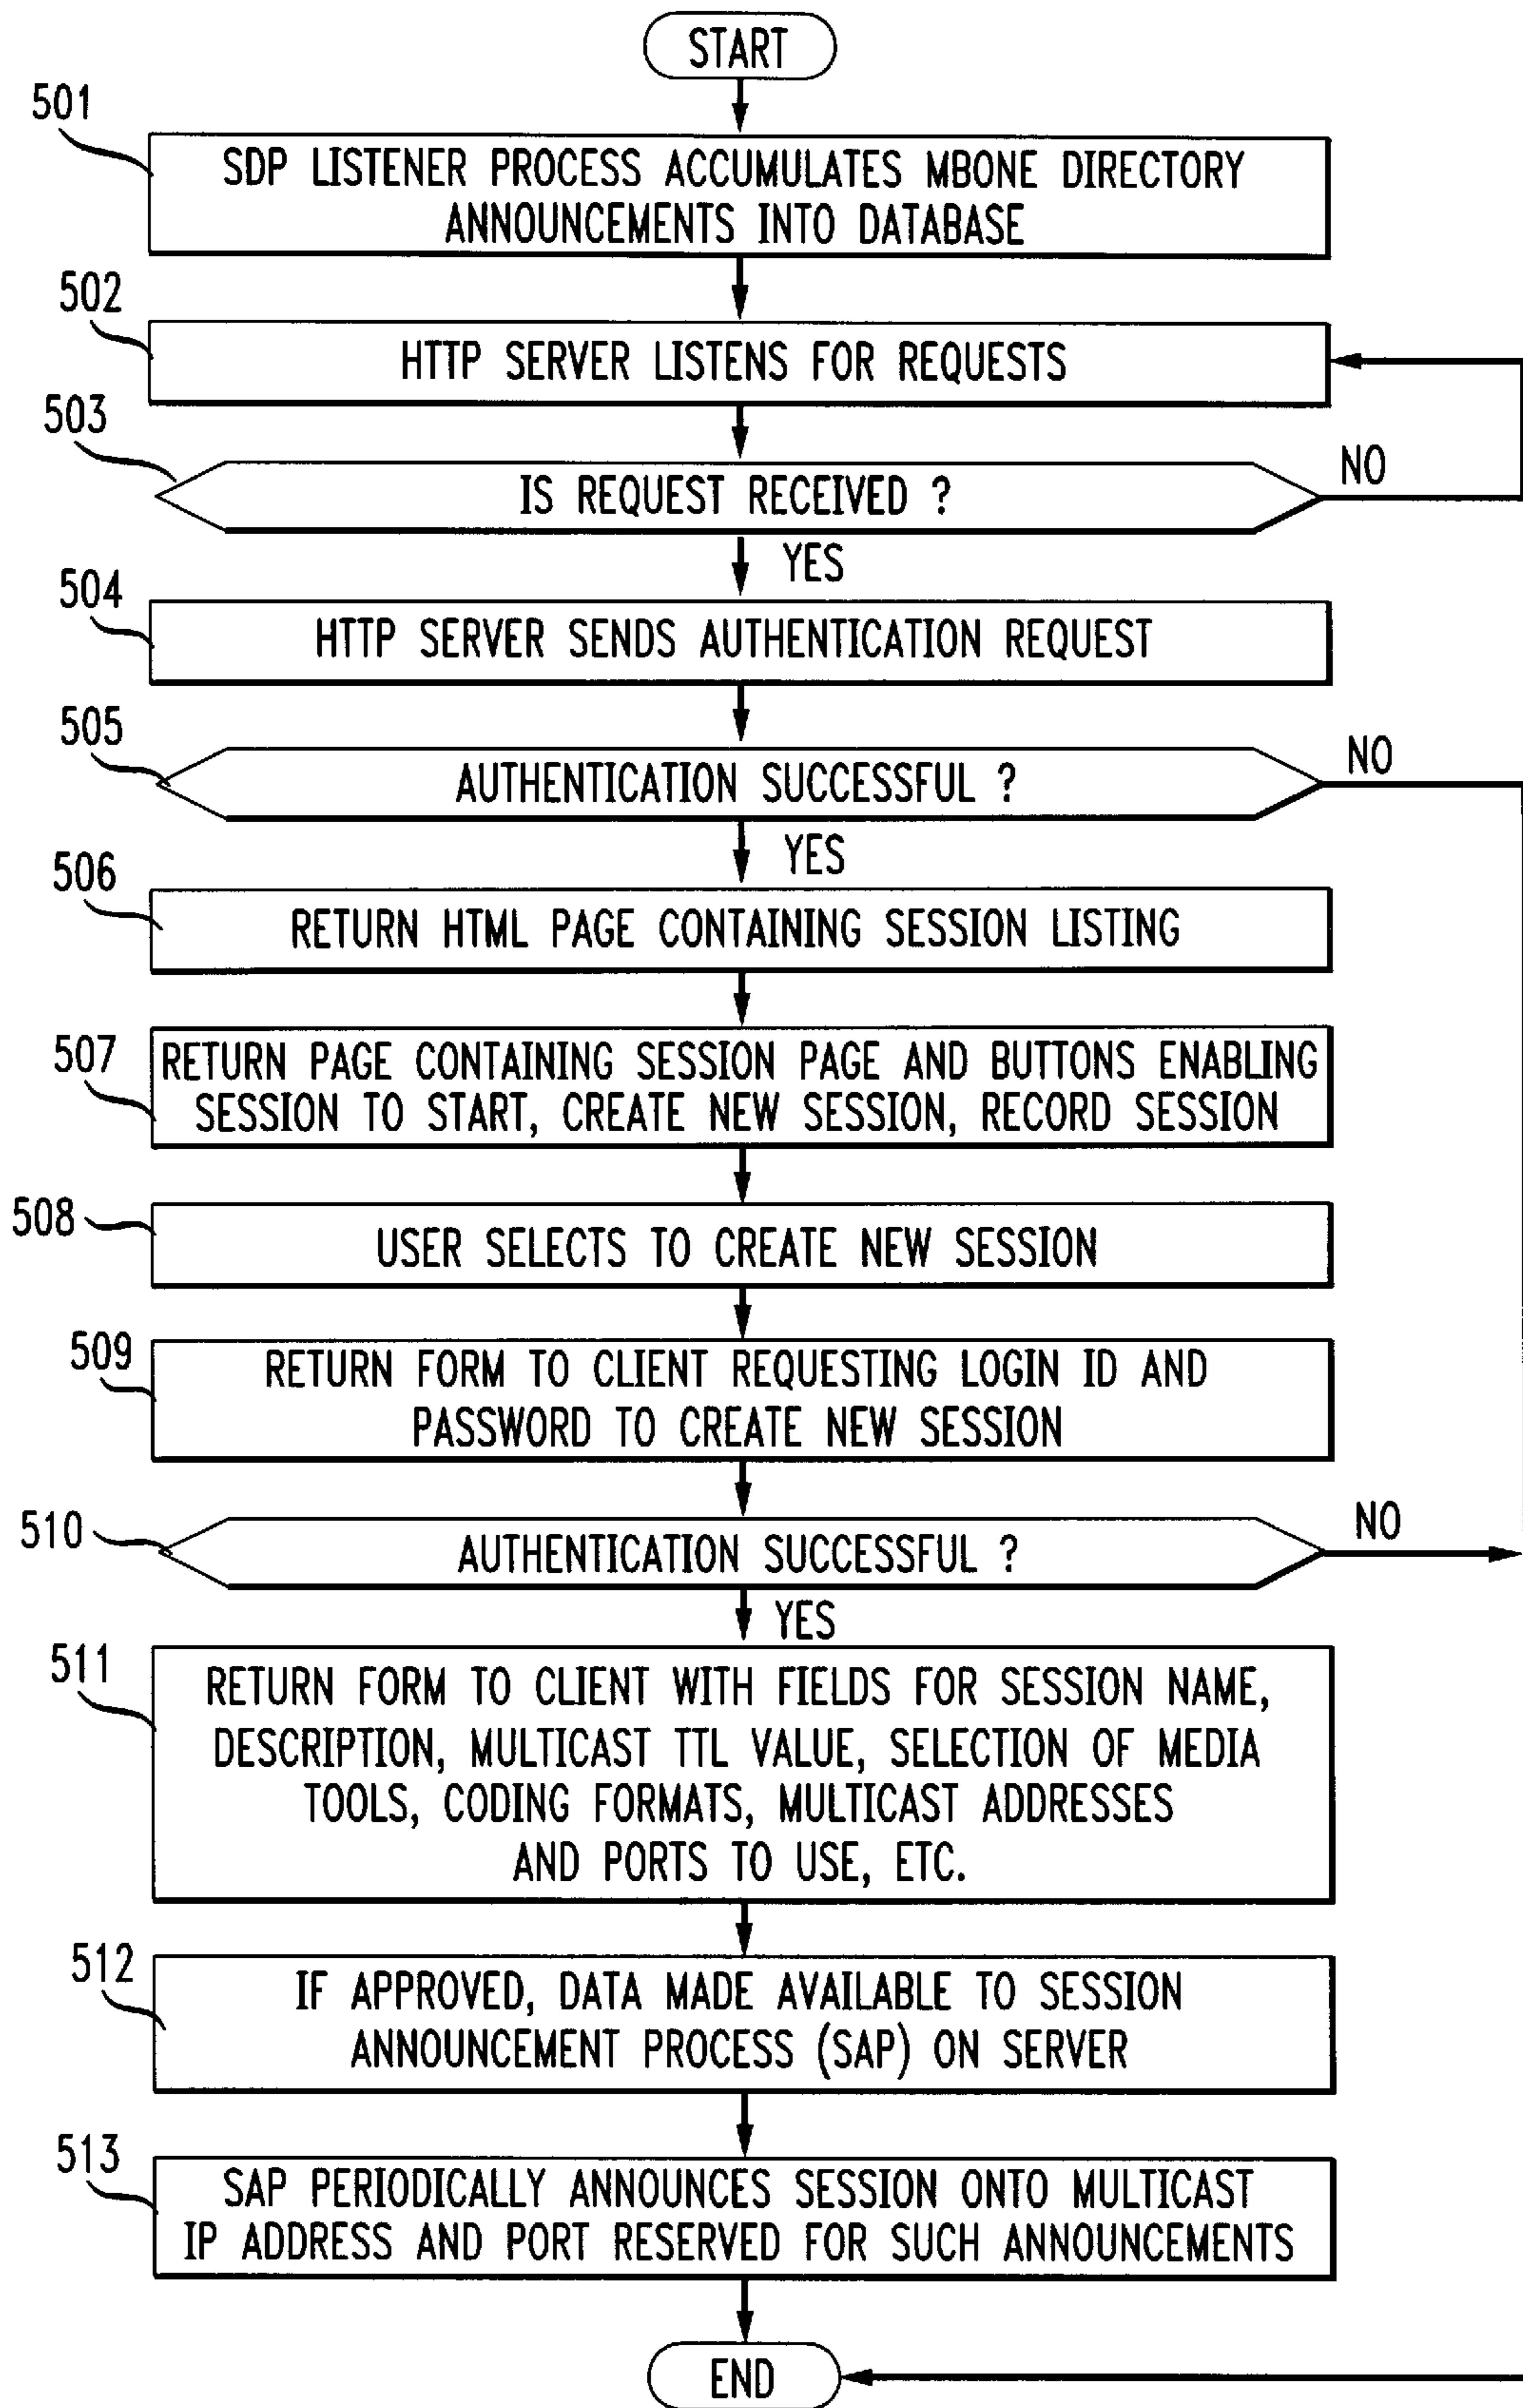 START
501
SDP LISTENER PROCESS ACCUMULATES MBONE DIRECTORY
ANNOUNCEMENTS INTO DATABASE
502
HTTP SERVER LISTENS FOR REQUESTS
503
IS REQUEST RECEIVED ?
NO
YES
504
HTTP SERVER SENDS AUTHENTICATION REQUEST
505
AUTHENTICATION SUCCESSFUL ?
NO
YES
506
RETURN HTML PAGE CONTAINING SESSION LISTING
507
RETURN PAGE CONTAINING SESSION PAGE AND BUTTONS ENABLING
SESSION TO START, CREATE NEW SESSION, RECORD SESSION
508
USER SELECTS TO CREATE NEW SESSION
509
RETURN FORM TO CLIENT REQUESTING LOGIN ID AND
PASSWORD TO CREATE NEW SESSION
510
AUTHENTICATION SUCCESSFUL ?
NO
YES
511
RETURN FORM TO CLIENT WITH FIELDS FOR SESSION NAME,
DESCRIPTION, MULTICAST TTL VALUE, SELECTION OF MEDIA
TOOLS, CODING FORMATS, MULTICAST ADDRESSES
AND PORTS TO USE, ETC.
512
IF APPROVED, DATA MADE AVAILABLE TO SESSION
ANNOUNCEMENT PROCESS (SAP) ON SERVER
513
SAP PERIODICALLY ANNOUNCES SESSION ONTO MULTICAST
IP ADDRESS AND PORT RESERVED FOR SUCH ANNOUNCEMENTS
END